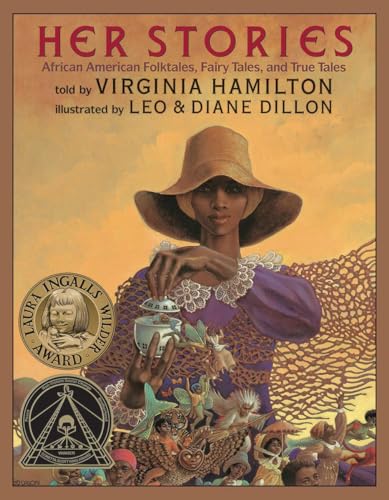 HER STORIES
African American Folktales, Fairy Tales, and True Tales
told by VIRGINIA HAMILTON
illustrated by LEO & DIANE DILLON
LAURA INGALLS WILDER
AWARD